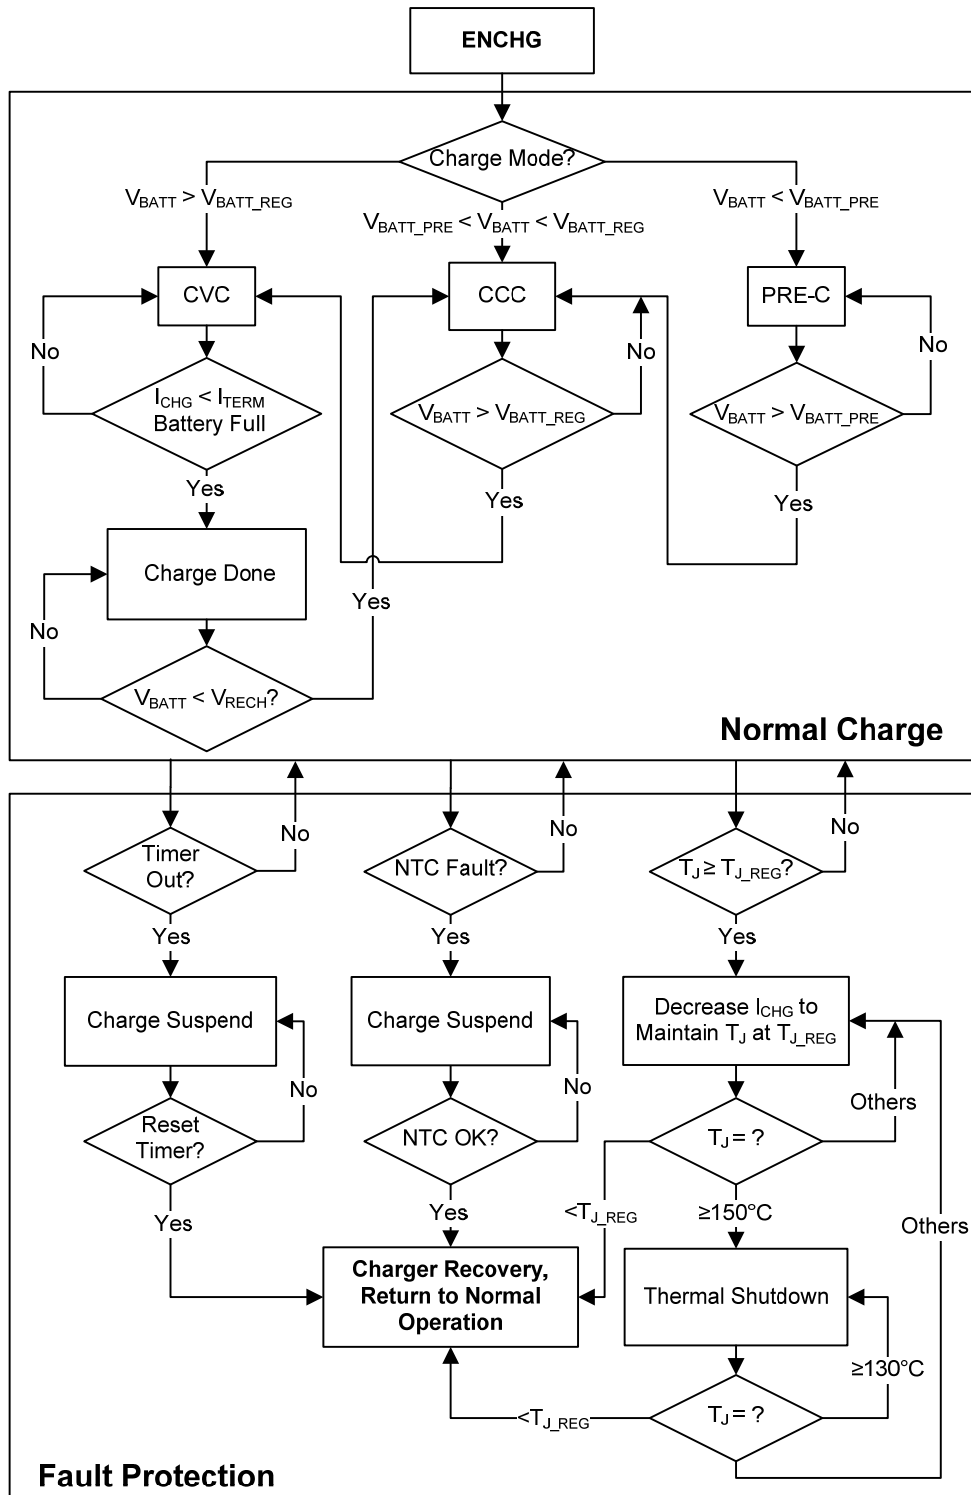 ENCHG
Charge Mode?
VBATT > VBATT_REG
VBATT_PRE < VBATT < VBATT_REG
VBATT < VBATT_PRE
CVC
CCC
PRE-C
No
No
No
ICHG < ITERM
Battery Full
VBATT > VBATT_REG
VBATT > VBATT_PRE
Yes
Yes
Yes
Charge Done
Yes
No
VBATT < VRECH?
Normal Charge
No
No
No
Timer
Out?
NTC Fault?
TJ ≥ TJ_REG?
Yes
Yes
Yes
Charge Suspend
Charge Suspend
Decrease ICHG to
Maintain TJ at TJ_REG
No
No
Others
Reset
Timer?
NTC OK?
TJ = ?
Yes
Yes
<TJ_REG
≥150°C
Others
Charger Recovery,
Return to Normal
Operation
Thermal Shutdown
≥130°C
<TJ_REG
TJ = ?
Fault Protection